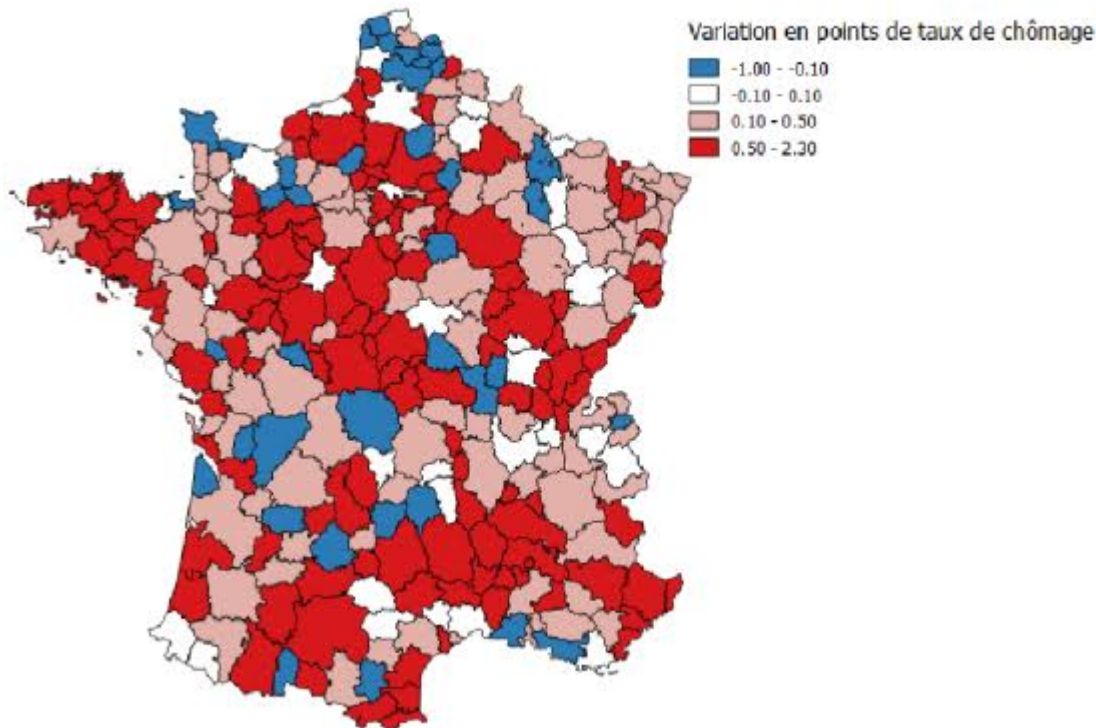 Variation en points de taux de chômage
-1.00 - -0.10
-0.10 - 0.10
0.10 - 0.50
0.50 - 2.30